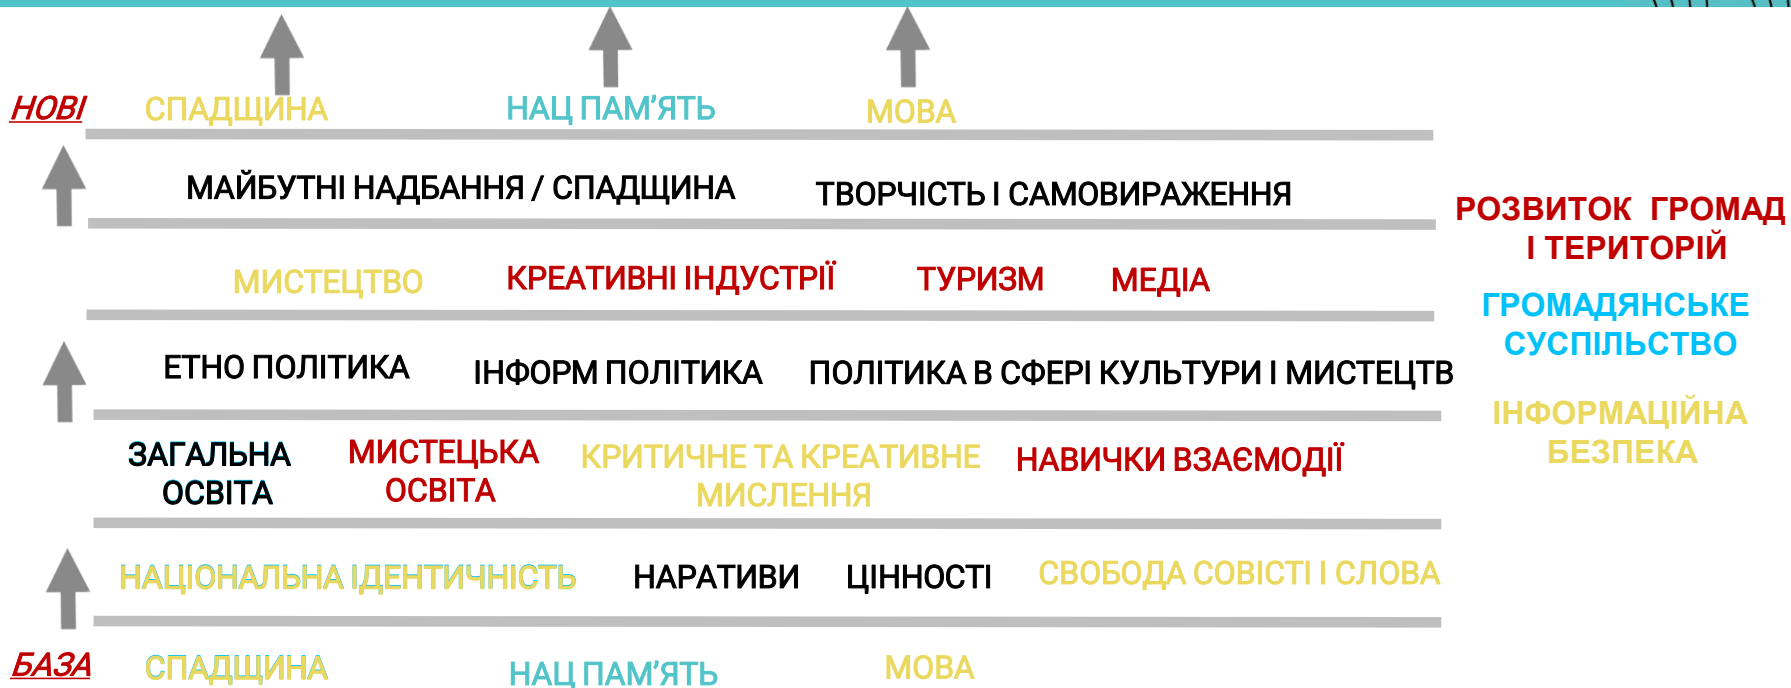 НОВІ СПАДЩИНА НАЦ ПАМ’ЯТЬ МОВА
МАЙБУТНІ НАДБАННЯ / СПАДЩИНА ТВОРЧІСТЬ І САМОВИРАЖЕННЯ
МИСТЕЦТВО КРЕАТИВНІ ІНДУСТРІЇ ТУРИЗМ МЕДІА
ЕТНО ПОЛІТИКА ІНФОРМ ПОЛІТИКА ПОЛІТИКА В СФЕРІ КУЛЬТУРИ І МИСТЕЦТВ
ЗАГАЛЬНА
ОСВІТА
МИСТЕЦЬКА
ОСВІТА
КРИТИЧНЕ ТА КРЕАТИВНЕ
МИСЛЕННЯ
НАВИЧКИ ВЗАЄМОДІЇ
НАЦІОНАЛЬНА ІДЕНТИЧНІСТЬ НАРАТИВИ ЦІННОСТІ СВОБОДА СОВІСТІ І СЛОВА
БАЗА СПАДЩИНА НАЦ ПАМ’ЯТЬ МОВА
РОЗВИТОК ГРОМАД
І ТЕРИТОРІЙ
ГРОМАДЯНСЬКЕ
СУСПІЛЬСТВО
ІНФОРМАЦІЙНА
БЕЗПЕКА